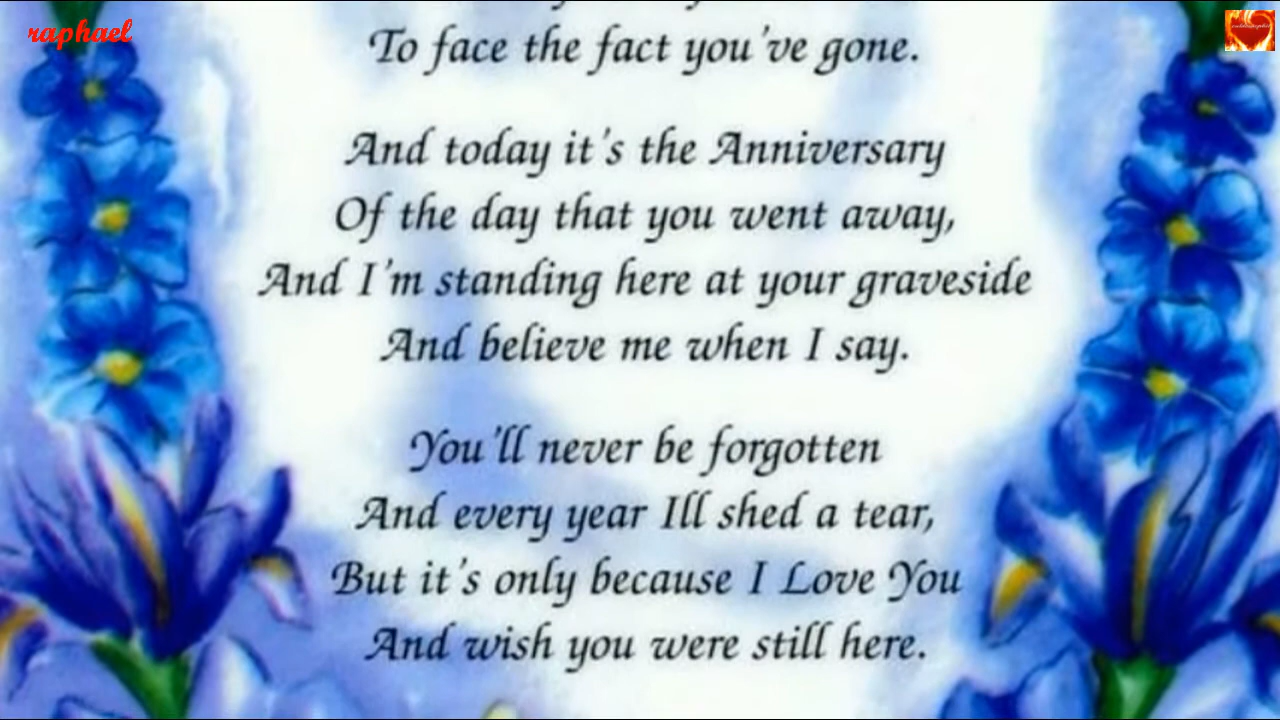 raphael
To face the fact you've gone.
And today it's the Anniversary
Of the day that you went away,
And I'm standing here at your graveside
And believe me when I say.
You'll never be forgotten
And every year Ill shed a tear,
But it's only because I Love You
And wish you were still here.